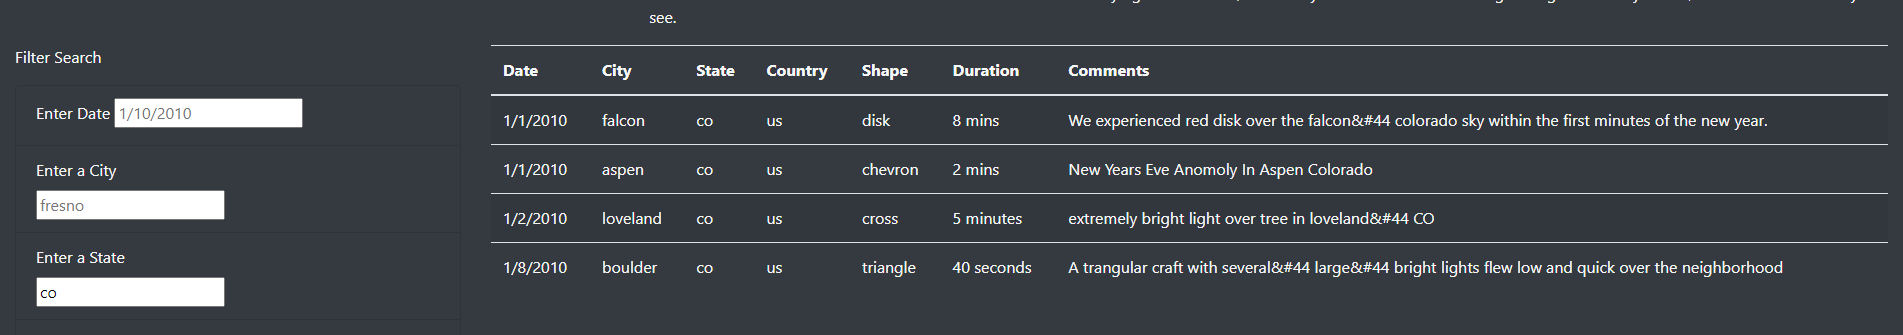 see.
Filter Search
Enter Date 1/10/2010
Enter a City
fresno
Enter a State
co
Date City State Country Shape Duration Comments
1/1/2010 falcon co us disk 8 mins We experienced red disk over the falcon&#44 colorado sky within the first minutes of the new year.
1/1/2010 aspen co us chevron 2 mins New Years Eve Anomoly In Aspen Colorado
1/2/2010 loveland co us cross 5 minutes extremely bright light over tree in loveland&#44 CO
1/8/2010 boulder co us triangle 40 seconds A trangular craft with several&#44 large&#44 bright lights flew low and quick over the neighborhood